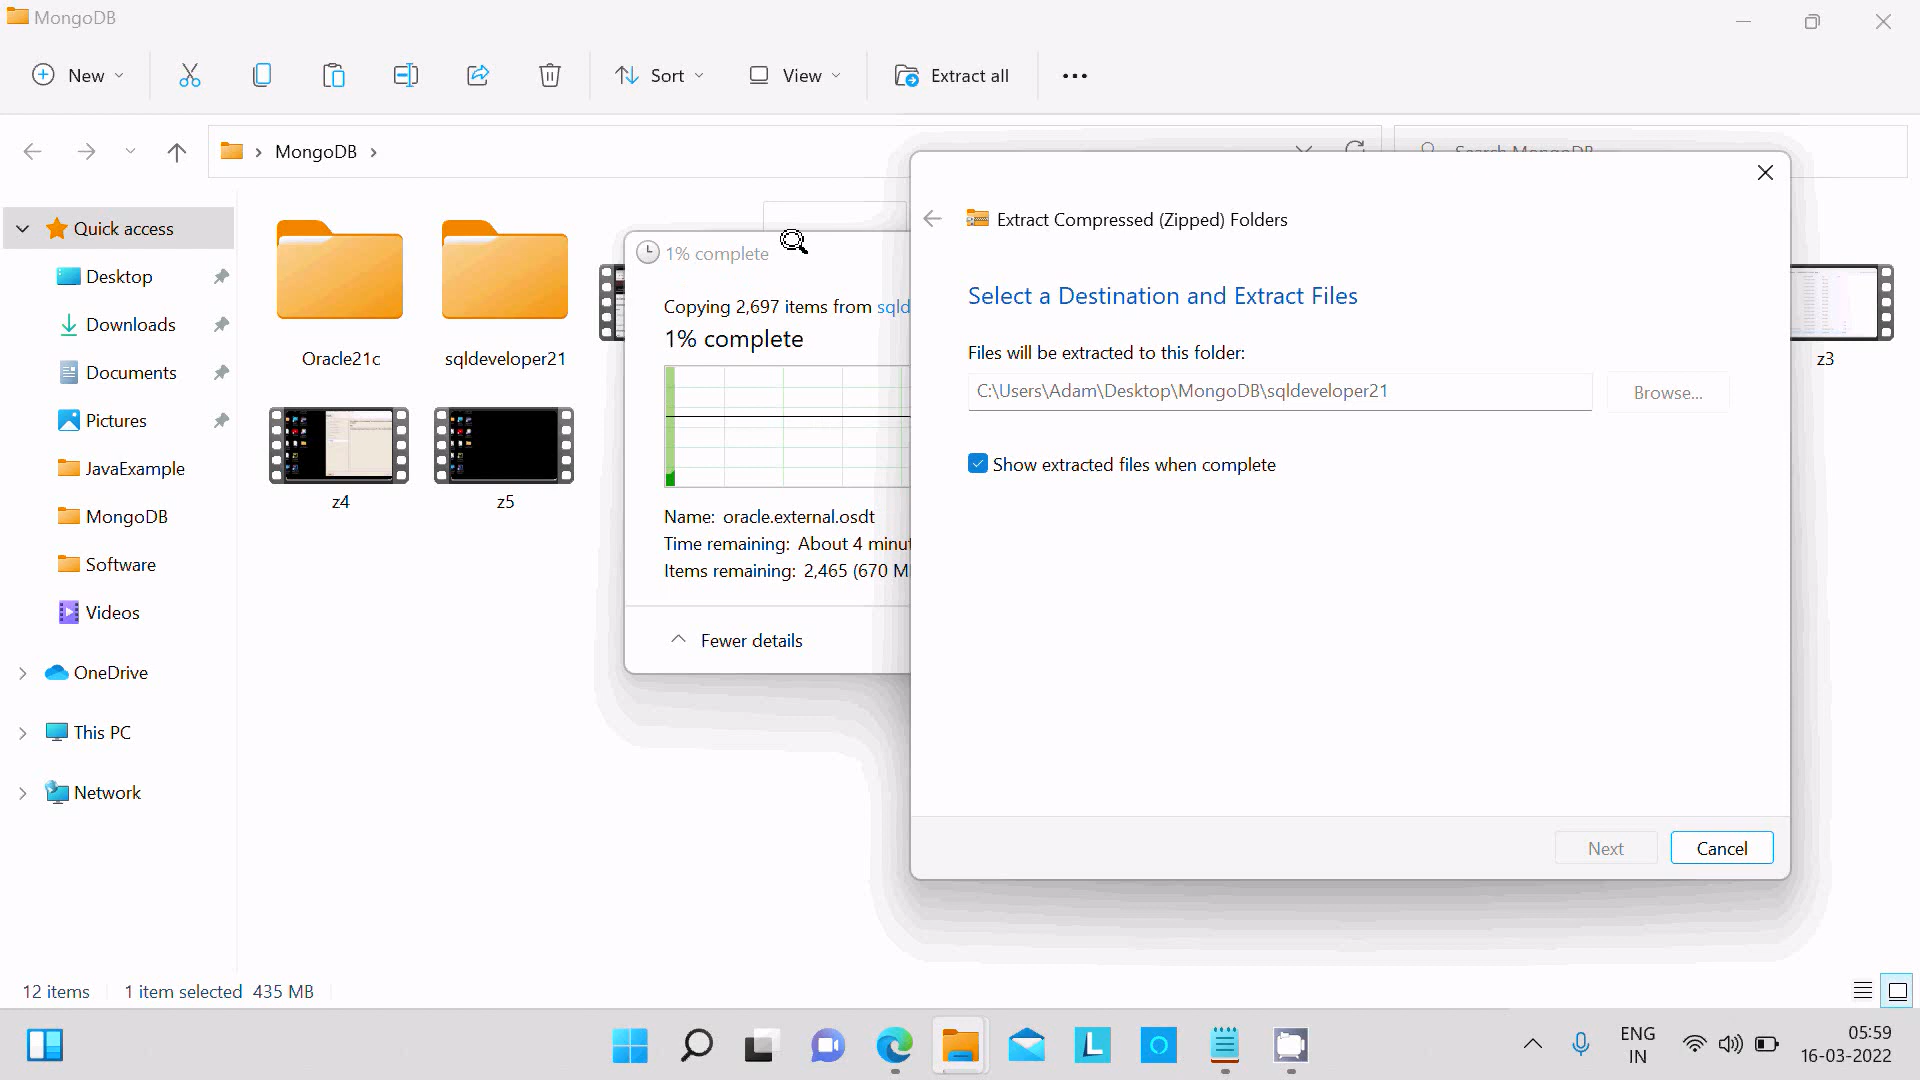 MongoDB
New
Sort
View
Extract all
MongoDB
Search MongoDB
Quick access
Desktop
Downloads
Documents
Pictures
JavaExample
MongoDB
Software
Videos
OneDrive
This PC
Network
Oracle21c
sqldeveloper21
z3
z4
z5
1% complete
Copying 2,697 items from sqld
1% complete
Name: oracle.external.osdt
Time remaining: About 4 minut
Items remaining: 2,465 (670 M
Fewer details
Extract Compressed (Zipped) Folders
Select a Destination and Extract Files
Files will be extracted to this folder:
C:\Users\Adam\Desktop\MongoDB\sqldeveloper21
Browse...
Show extracted files when complete
Next
Cancel
12 items
1 item selected 435 MB
ENG
IN
05:59
16-03-2022